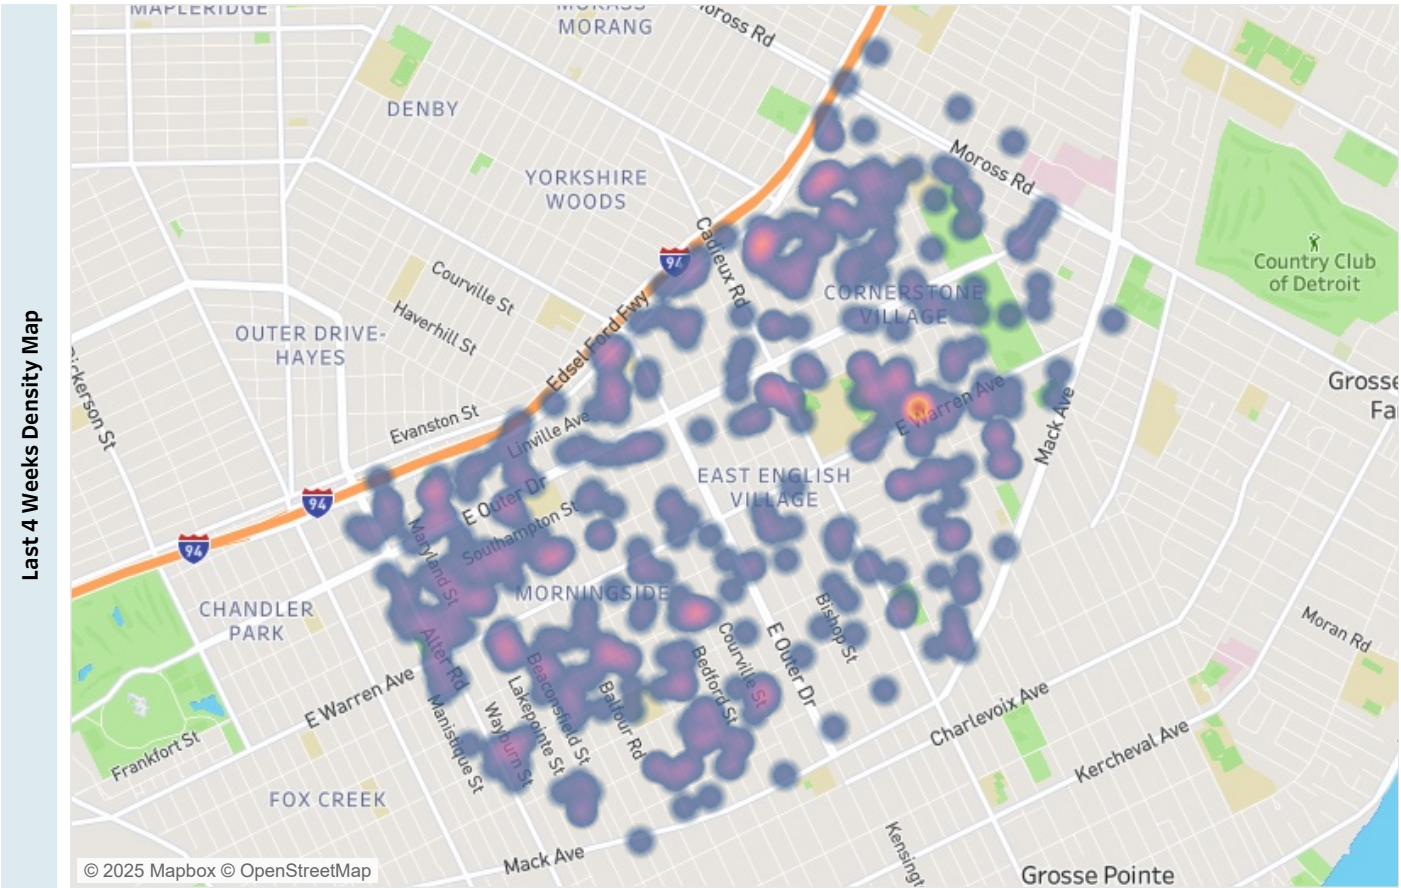 Last 4 Weeks Density Map
MAPLERIDGE
MORANG
Moross Rd
DENBY
YORKSHIRE
WOODS
Moross Rd
94
Cadieux Rd
Country Club
of Detroit
Courville St
Haverhill St
CORNERSTONE
VILLAGE
OUTER DRIVE-
HAYES
Edsel Ford Fwy
Grosse
Evanston St
Linville Ave
E Warren Ave
Mack Ave
94
E Outer Dr
EAST ENGLISH
VILLAGE
94
Maryland St
Southampton St
MORNINGSIDE
CHANDLER
PARK
Alter Rd
Bishop St
Moran Rd
Courville St
E Outer Dr
Bedford St
Beaconsfield St
Balfour Rd
Lakepointe St
E Warren Ave
Manistique St
Wayburn St
Charlevoix Ave
Kercheval Ave
Frankfort St
FOX CREEK
Mack Ave
Grosse Pointe
© 2025 Mapbox © OpenStreetMap